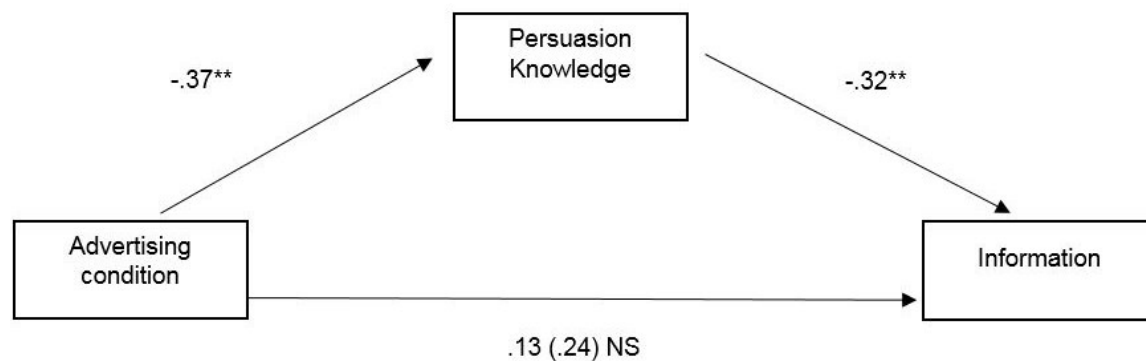 Persuasion
Knowledge
-.37**
-.32**
Advertising
condition
Information
.13 (.24) NS